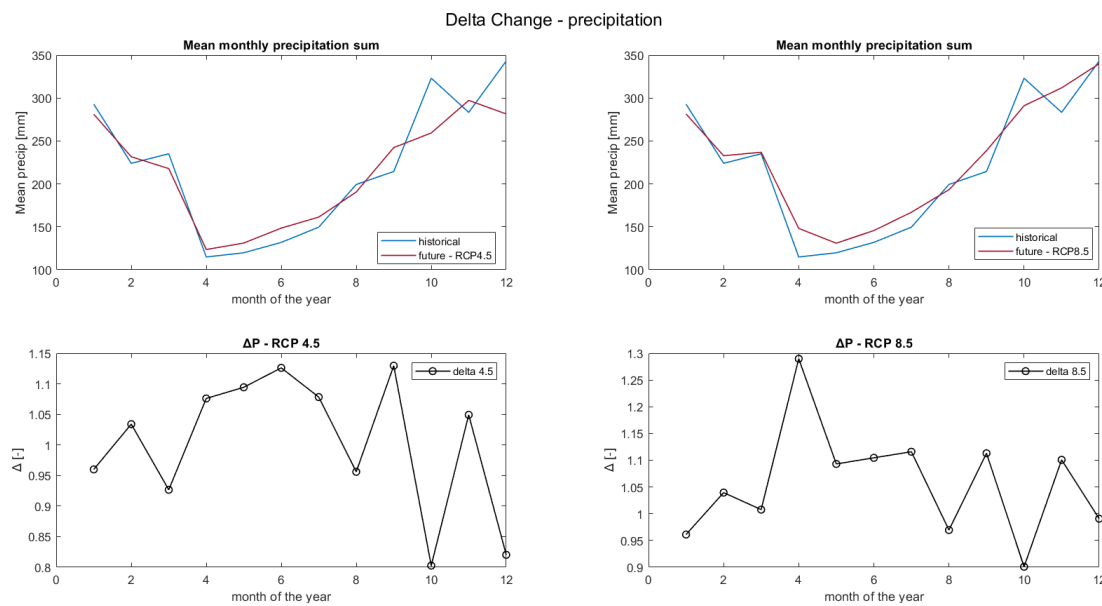 Delta Change - precipitation
Mean monthly precipitation sum
Mean precip [mm]
350
300
250
200
150
100
0 2 4 6 8 10 12
month of the year
historical
future - RCP4.5
Mean monthly precipitation sum
Mean precip [mm]
350
300
250
200
150
100
0 2 4 6 8 10 12
month of the year
historical
future - RCP8.5
ΔP - RCP 4.5
Δ [-]
1.15
1.1
1.05
1
0.95
0.9
0.85
0.8
0 2 4 6 8 10 12
month of the year
delta 4.5
ΔP - RCP 8.5
Δ [-]
1.3
1.25
1.2
1.15
1.1
1.05
1
0.95
0.9
0 2 4 6 8 10 12
month of the year
delta 8.5